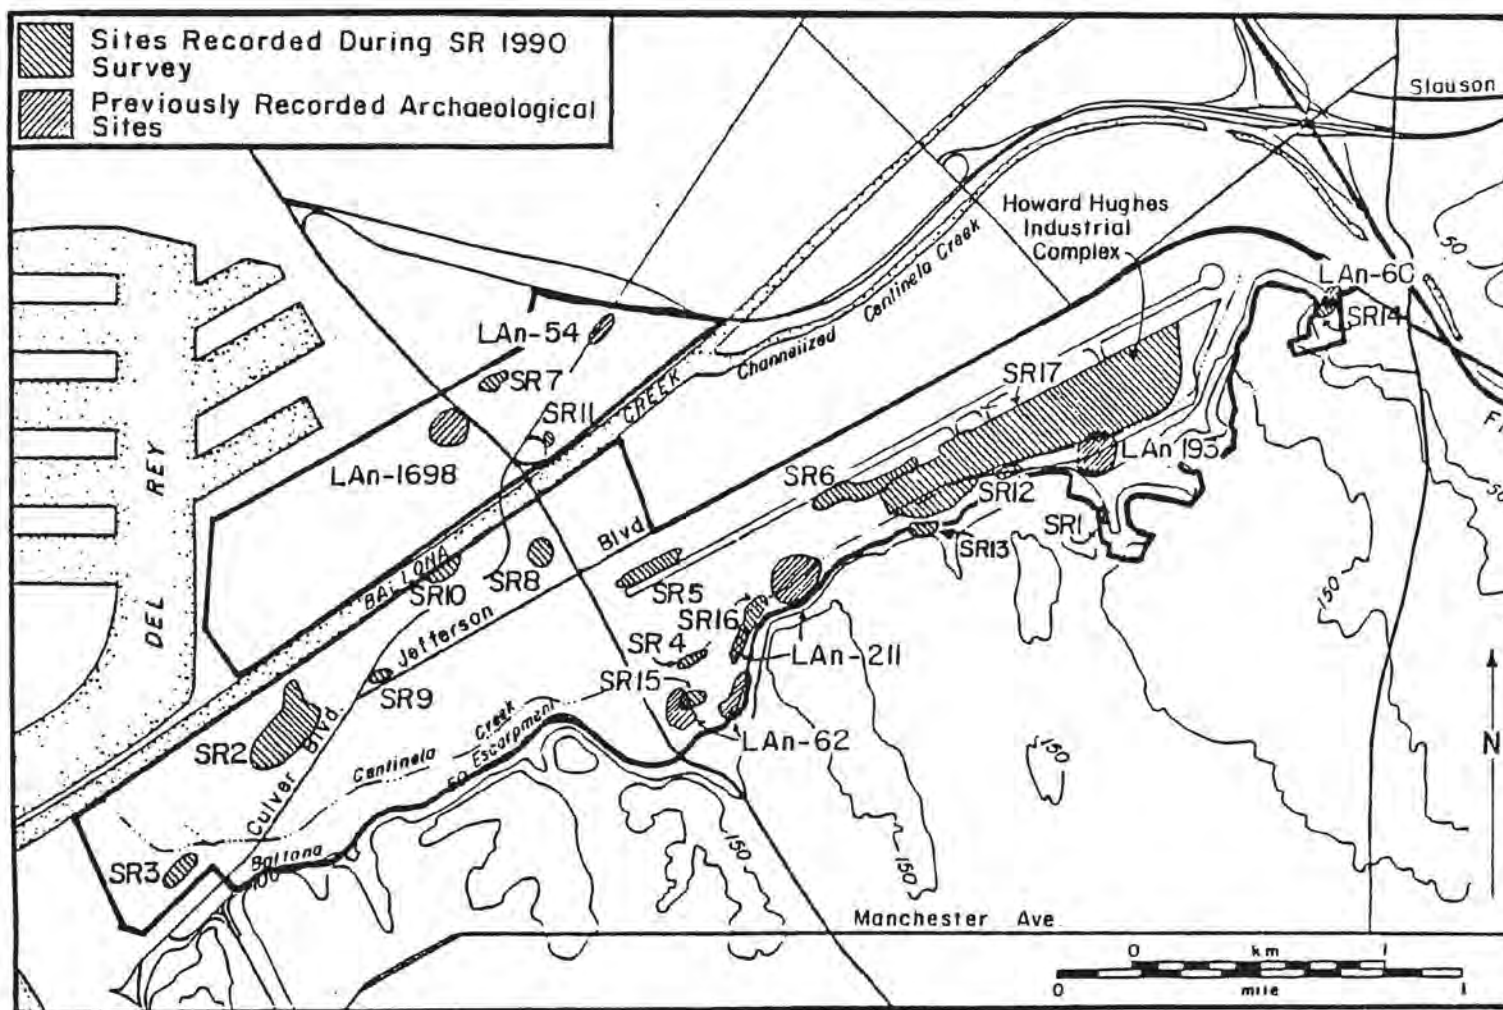 Sites Recorded During SR 1990
Survey
Previously Recorded Archaeological
Sites
Slauson
Howard Hughes
Industrial
Complex
50
LAn-60
SR14
Centinela Creek
Channelized
LAn-54
SR7
SR11
CREEK
SR17
LAn-1698
LAn 193
SR6
SR12
SR1
SR13
DEL REY
BALLONA
SR10
SR8
Blvd
Jefferson
SR5
SR16
SR4
LAn-211
SR15
SR9
LAn-62
SR2
Culver Blvd
Centinela Creek
50 Escarpment
Ballona
100
SR3
150
150
150
150
150
50
N
Manchester Ave
0 km 1
0 mile 1